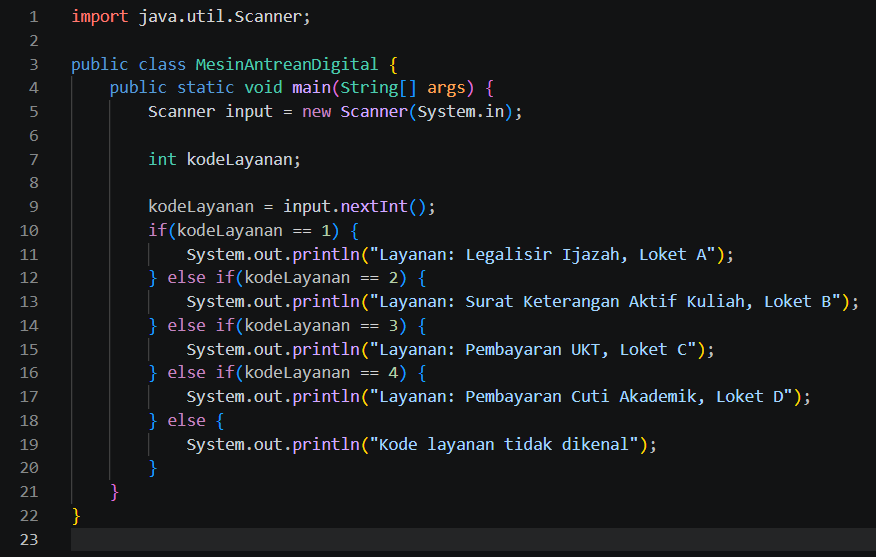 1 import java.util.Scanner;
2
3 public class MesinAntreanDigital {
4     public static void main(String[] args) {
5         Scanner input = new Scanner(System.in);
6
7         int kodeLayanan;
8
9         kodeLayanan = input.nextInt();
10         if(kodeLayanan == 1) {
11             System.out.println("Layanan: Legalisir Ijazah, Loket A");
12         } else if(kodeLayanan == 2) {
13             System.out.println("Layanan: Surat Keterangan Aktif Kuliah, Loket B");
14         } else if(kodeLayanan == 3) {
15             System.out.println("Layanan: Pembayaran UKT, Loket C");
16         } else if(kodeLayanan == 4) {
17             System.out.println("Layanan: Pembayaran Cuti Akademik, Loket D");
18         } else {
19             System.out.println("Kode layanan tidak dikenal");
20         }
21     }
22 }
23